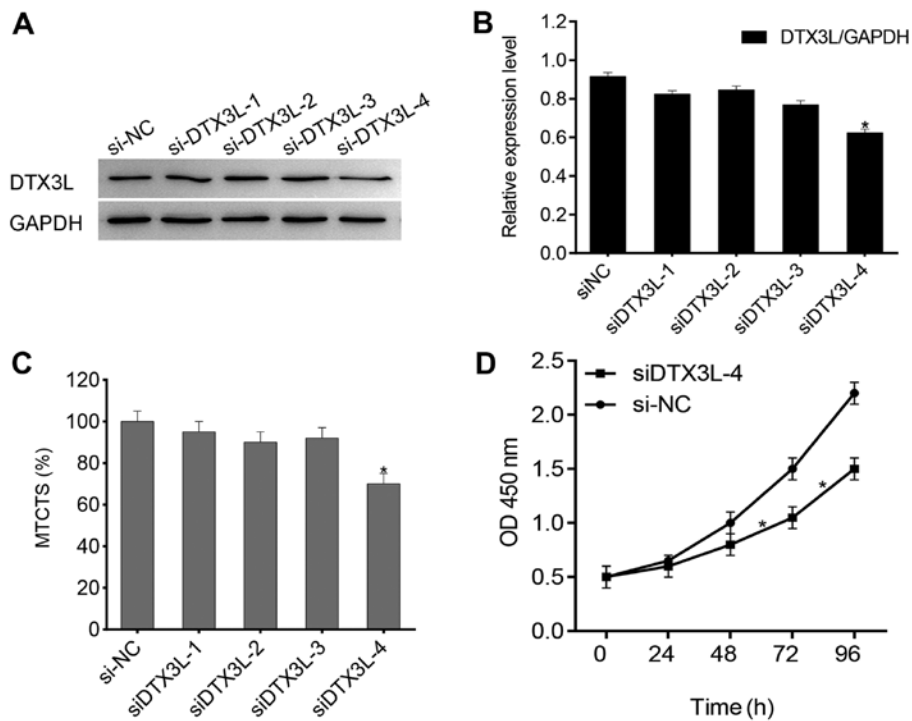 A
si-NC
si-DTX3L-1
si-DTX3L-2
si-DTX3L-3
si-DTX3L-4
DTX3L
GAPDH
B
DTX3L/GAPDH
Relative expression level
1.2
1.0
0.8
0.6
0.4
0.2
0.0
*
siNC
siDTX3L-1
siDTX3L-2
siDTX3L-3
siDTX3L-4
C
MTCTS (%)
120
100
80
60
40
20
0
*
si-NC
siDTX3L-1
siDTX3L-2
siDTX3L-3
siDTX3L-4
D
siDTX3L-4
si-NC
OD 450 nm
2.5
2.0
1.5
1.0
0.5
0.0
*
*
0 24 48 72 96
Time (h)